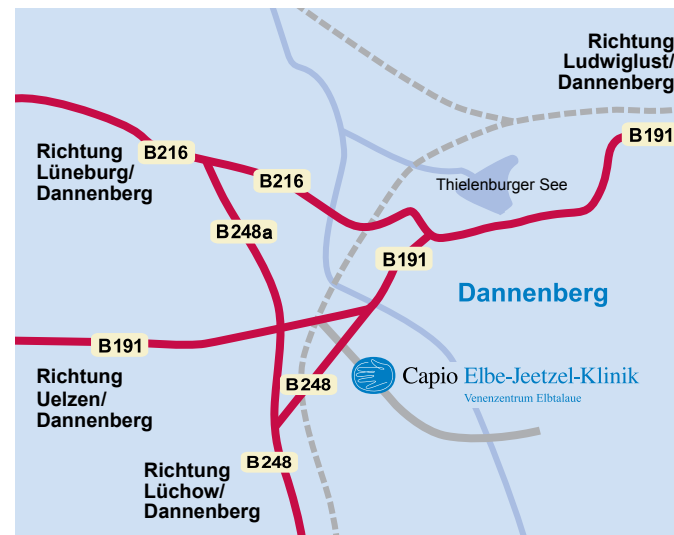 Richtung
Ludwiglust/
Dannenberg
B191
B216
Richtung
Lüneburg/
Dannenberg
B216
Thielenburger See
B248a
B191
Dannenberg
B191
Richtung
Uelzen/
Dannenberg
B248
Capio Elbe-Jeetzel-Klinik
Venenzentrum Elbtalaue
B248
Richtung
Lüchow/
Dannenberg